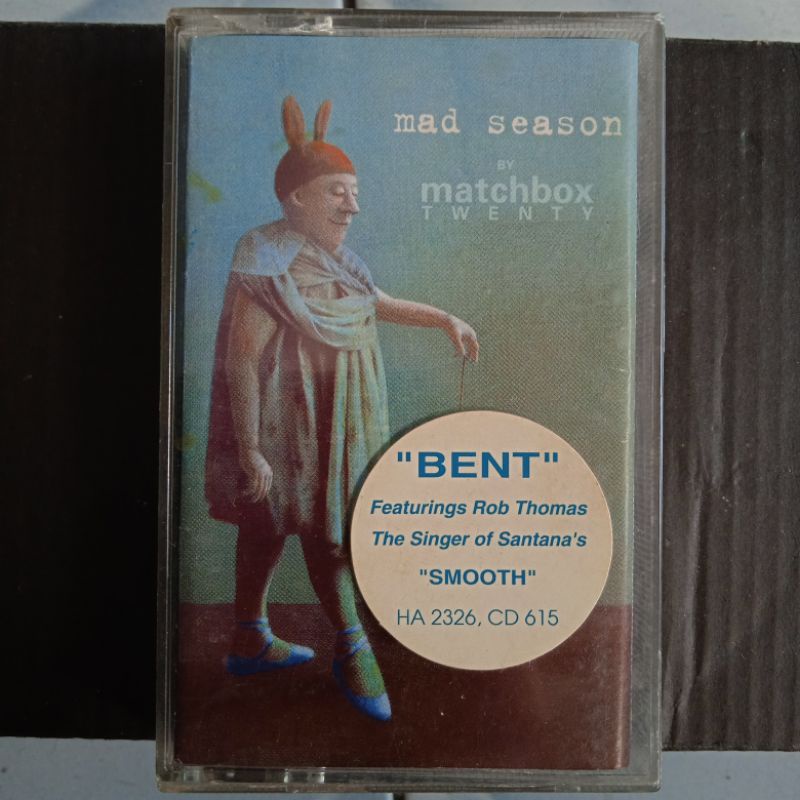 mad season
BY
matchbox
TWENTY
"BENT"
Featurings Rob Thomas
The Singer of Santana's
"SMOOTH"
HA 2326, CD 615